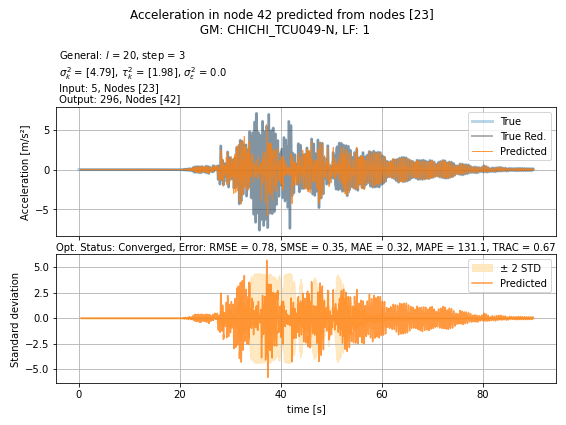 Acceleration in node 42 predicted from nodes [23]
GM: CHICHI_TCU049-N, LF: 1
General: l = 20, step = 3
σ²ₖ = [4.79], τ²ₖ = [1.98], σ²ε = 0.0
Input: 5, Nodes [23]
Output: 296, Nodes [42]
Acceleration [m/s²]
5
0
−5
True
True Red.
Predicted
Opt. Status: Converged, Error: RMSE = 0.78, SMSE = 0.35, MAE = 0.32, MAPE = 131.1, TRAC = 0.67
Standard deviation
5.0
2.5
0.0
−2.5
−5.0
± 2 STD
Predicted
0 20 40 60 80
time [s]